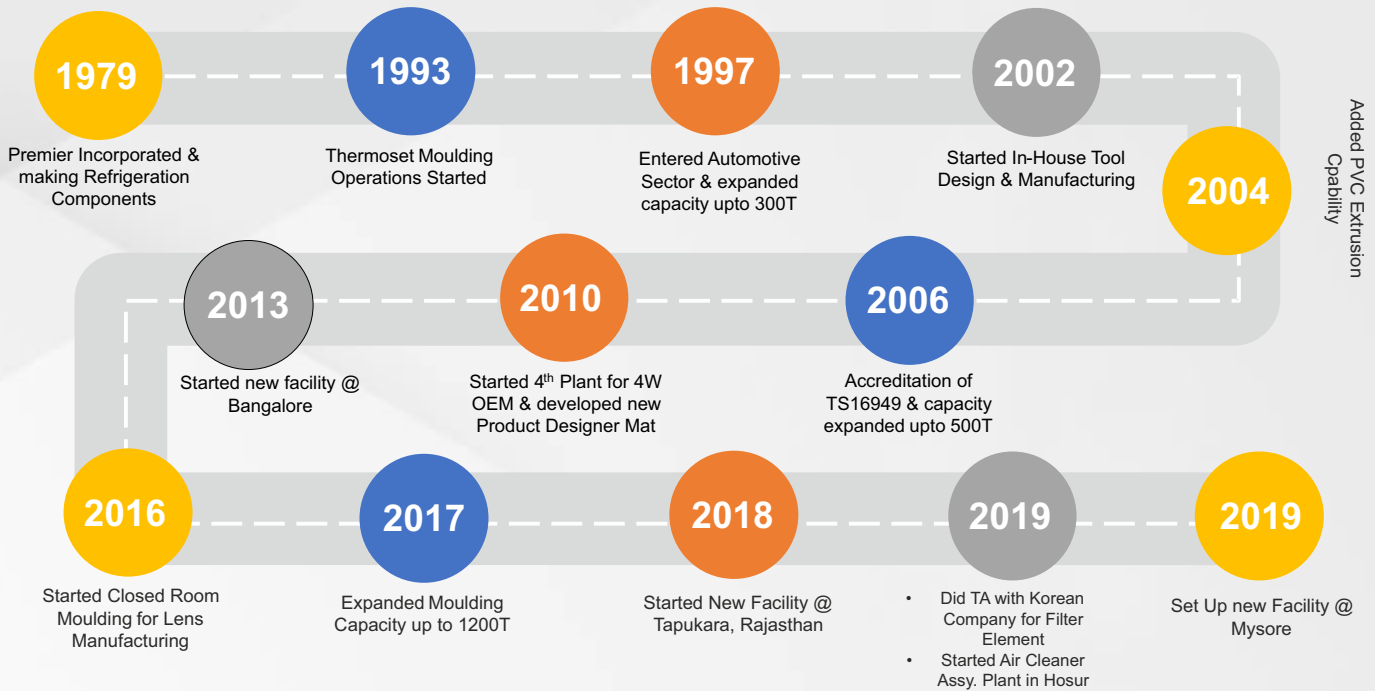 1979
Premier Incorporated &
making Refrigeration
Components
1993
Thermoset Moulding
Operations Started
1997
Entered Automotive
Sector & expanded
capacity upto 300T
2002
Started In-House Tool
Design & Manufacturing
2004
Added PVC Extrusion
Cpability
2006
Accreditation of
TS16949 & capacity
expanded upto 500T
2010
Started 4th Plant for 4W
OEM & developed new
Product Designer Mat
2013
Started new facility @
Bangalore
2016
Started Closed Room
Moulding for Lens
Manufacturing
2017
Expanded Moulding
Capacity up to 1200T
2018
Started New Facility @
Tapukara, Rajasthan
2019
• Did TA with Korean
Company for Filter
Element
• Started Air Cleaner
Assy. Plant in Hosur
2019
Set Up new Facility @
Mysore